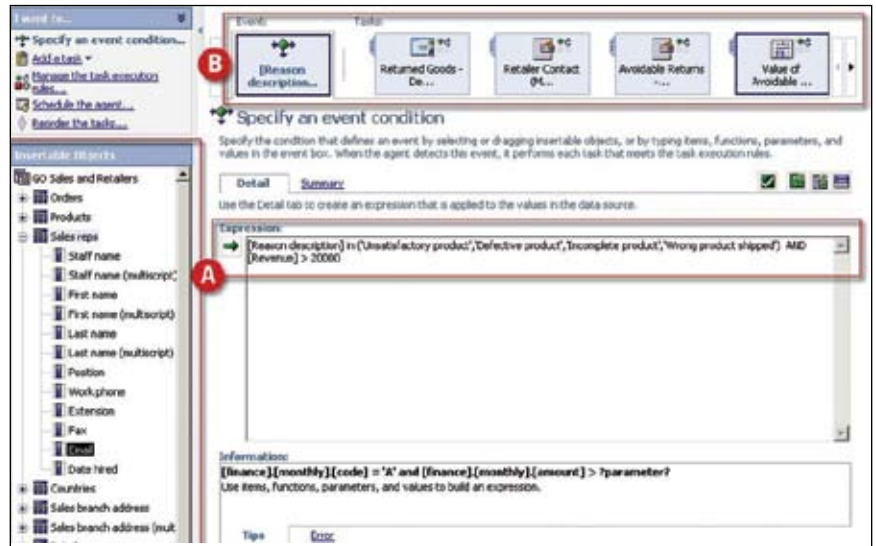 I want to...
Specify an event condition...
Add a task
Manage the task execution rules...
Schedule the agent...
Reorder the tasks...
Insertable Objects
GO Sales and Retailers
Orders
Products
Sales reps
Staff name
Staff name (multiscript)
First name
First name (multiscript)
Last name
Last name (multiscript)
Position
Work phone
Extension
Fax
Email
Date hired
Countries
Sales branch address
Sales branch address (mult
A
B
Event:
Tasks:
[Reason description...
Returned Goods - De...
Retailer Contact (M...
Avoidable Returns -...
Value of Avoidable ...
Specify an event condition
Specify the condition that defines an event by selecting or dragging insertable objects, or by typing items, functions, parameters, and
values in the event box. When the agent detects this event, it performs each task that meets the task execution rules.
Detail
Summary
Use the Detail tab to create an expression that is applied to the values in the data source.
Expression:
[Reason description] in ('Unsatisfactory product','Defective product','Incomplete product','Wrong product shipped') AND
[Revenue] > 20000
Information:
[finance].[monthly].[code] = 'A' and [finance].[monthly].[amount] > ?parameter?
Use items, functions, parameters, and values to build an expression.
Tips
Error